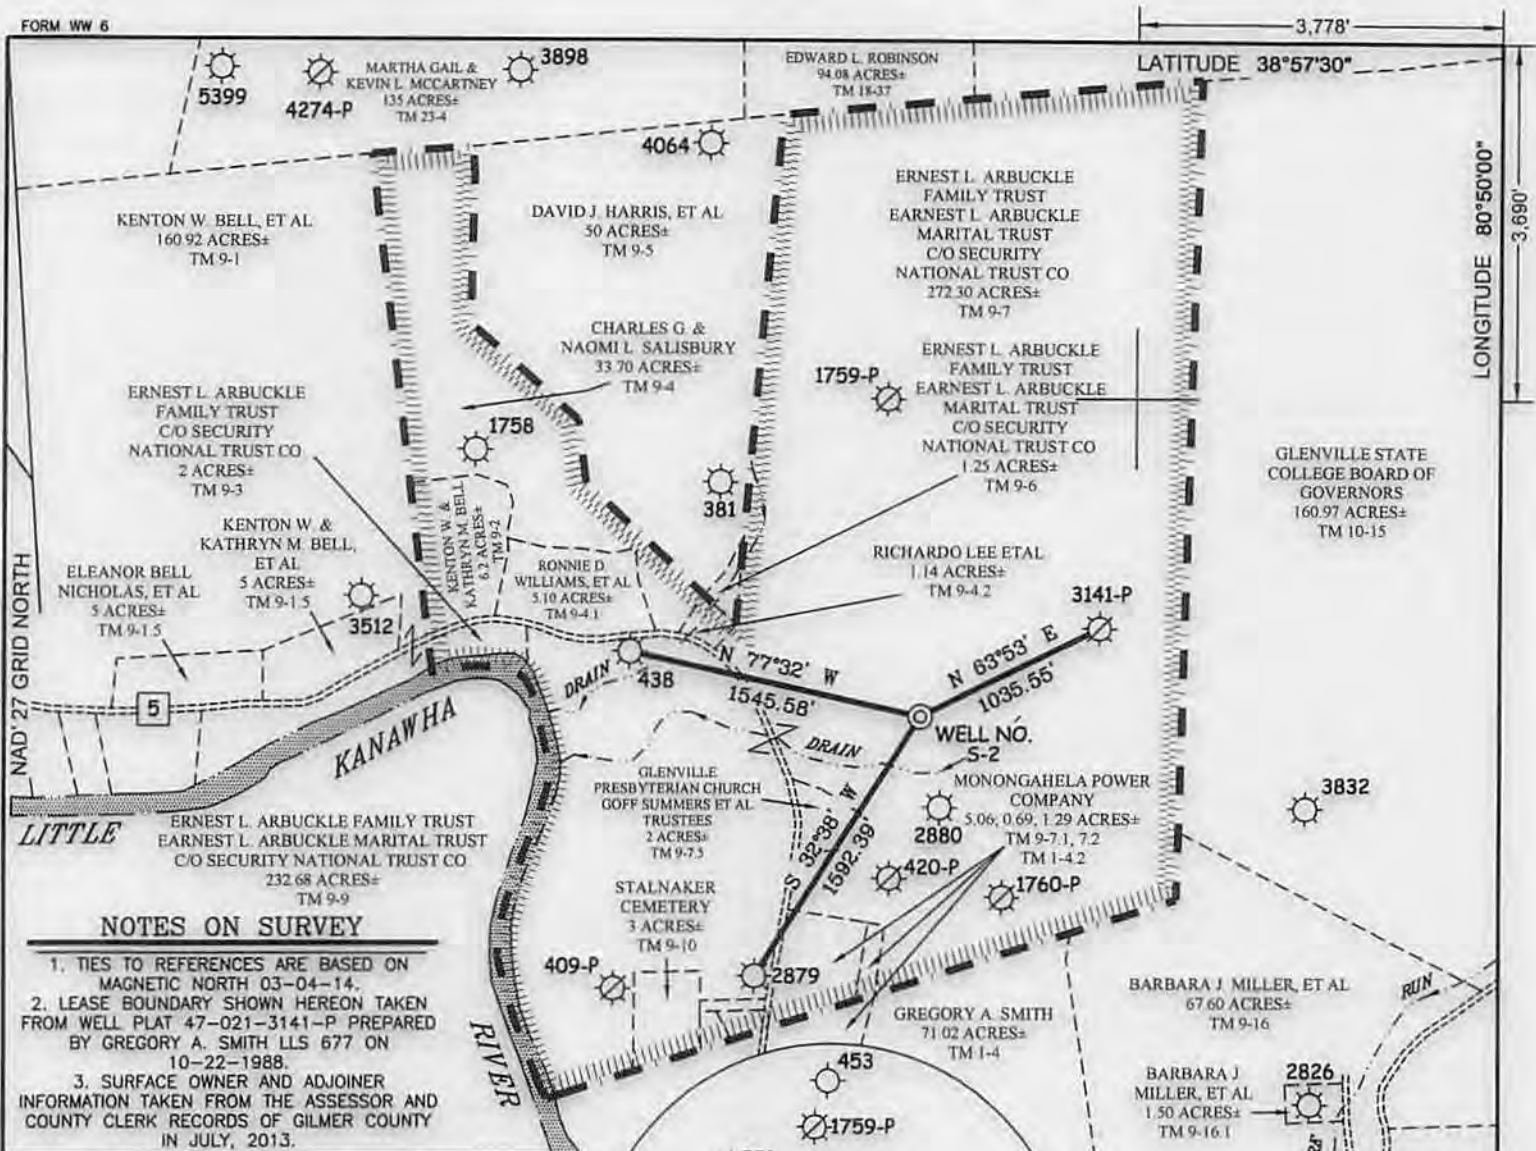 FORM WW 6
3,778'
LATITUDE 38°57'30"
3,690'
LONGITUDE 80°50'00"
5399
4274-P
MARTHA GAIL &
KEVIN L. MCCARTNEY
135 ACRES±
TM 23-4
3898
EDWARD L. ROBINSON
94.08 ACRES±
TM 18-37
4064
KENTON W. BELL, ET AL
160.92 ACRES±
TM 9-1
DAVID J. HARRIS, ET AL
50 ACRES±
TM 9-5
ERNEST L. ARBUCKLE
FAMILY TRUST
EARNEST L. ARBUCKLE
MARITAL TRUST
C/O SECURITY
NATIONAL TRUST CO
272.30 ACRES±
TM 9-7
CHARLES G. &
NAOMI L. SALISBURY
33.70 ACRES±
TM 9-4
1759-P
ERNEST L. ARBUCKLE
FAMILY TRUST
EARNEST L. ARBUCKLE
MARITAL TRUST
C/O SECURITY
NATIONAL TRUST CO
1.25 ACRES±
TM 9-6
ERNEST L. ARBUCKLE
FAMILY TRUST
C/O SECURITY
NATIONAL TRUST CO
2 ACRES±
TM 9-3
1758
381
GLENVILLE STATE
COLLEGE BOARD OF
GOVERNORS
160.97 ACRES±
TM 10-15
KENTON W. &
KATHRYN M. BELL
6.2 ACRES±
TM 9-2
KENTON W. &
KATHRYN M. BELL,
ET AL
5 ACRES±
TM 9-1.5
ELEANOR BELL
NICHOLAS, ET AL
5 ACRES±
TM 9-1.5
3512
RONNIE D.
WILLIAMS, ET AL
5.10 ACRES±
TM 9-4.1
RICHARDO LEE ETAL
1.14 ACRES±
TM 9-4.2
3141-P
NAD' 27 GRID NORTH
5
438
DRAIN
N 77°32' W
1545.58'
N 63°53' E
1035.55'
WELL NO.
S-2
DRAIN
LITTLE
KANAWHA
RIVER
GLENVILLE
PRESBYTERIAN CHURCH
GOFF SUMMERS ET AL
TRUSTEES
2 ACRES±
TM 9-7.5
S 32°38' W
1592.39'
2880
MONONGAHELA POWER
COMPANY
5.06, 0.69, 1.29 ACRES±
TM 9-7.1, 7.2
TM 1-4.2
3832
420-P
1760-P
ERNEST L. ARBUCKLE FAMILY TRUST
EARNEST L. ARBUCKLE MARITAL TRUST
C/O SECURITY NATIONAL TRUST CO
232.68 ACRES±
TM 9-9
STALNAKER
CEMETERY
3 ACRES±
TM 9-10
409-P
2879
GREGORY A. SMITH
71.02 ACRES±
TM 1-4
BARBARA J. MILLER, ET AL
67.60 ACRES±
TM 9-16
RUN
453
1759-P
BARBARA J.
MILLER, ET AL
1.50 ACRES±
TM 9-16.1
2826
NOTES ON SURVEY
1. TIES TO REFERENCES ARE BASED ON
MAGNETIC NORTH 03-04-14.
2. LEASE BOUNDARY SHOWN HEREON TAKEN
FROM WELL PLAT 47-021-3141-P PREPARED
BY GREGORY A. SMITH LLS 677 ON
10-22-1988.
3. SURFACE OWNER AND ADJOINER
INFORMATION TAKEN FROM THE ASSESSOR AND
COUNTY CLERK RECORDS OF GILMER COUNTY
IN JULY, 2013.